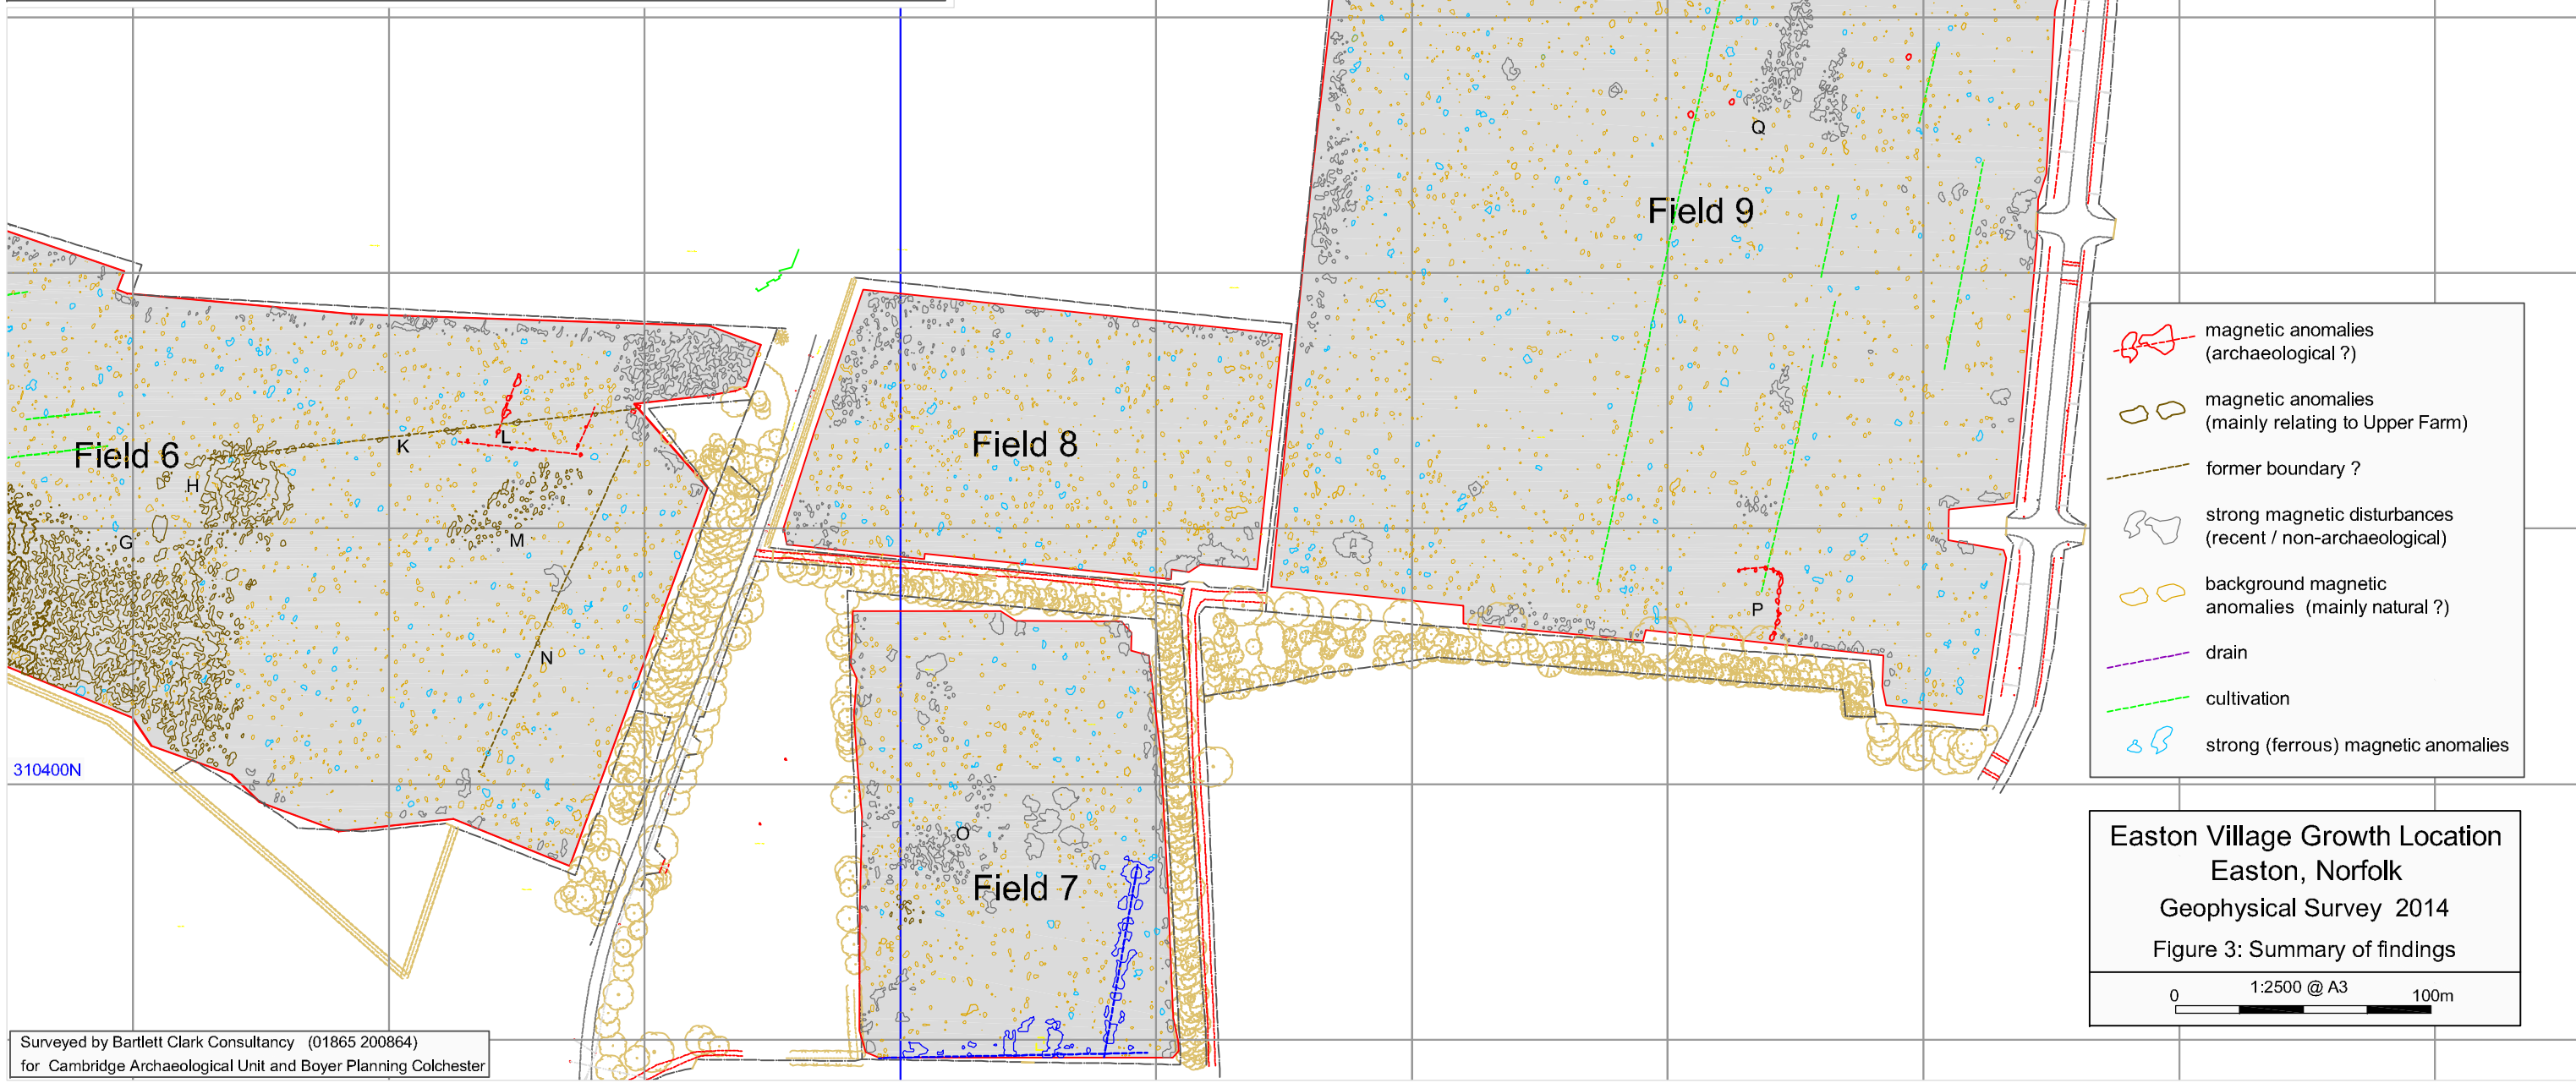 Q
Field 9
Field 6
K
L
H
G
M
N
Field 8
P
Field 7
O
310400N
magnetic anomalies
(archaeological ?)
magnetic anomalies
(mainly relating to Upper Farm)
former boundary ?
strong magnetic disturbances
(recent / non-archaeological)
background magnetic
anomalies (mainly natural ?)
drain
cultivation
strong (ferrous) magnetic anomalies
Easton Village Growth Location
Easton, Norfolk
Geophysical Survey 2014
Figure 3: Summary of findings
1:2500 @ A3
0 100m
Surveyed by Bartlett Clark Consultancy (01865 200864)
for Cambridge Archaeological Unit and Boyer Planning Colchester